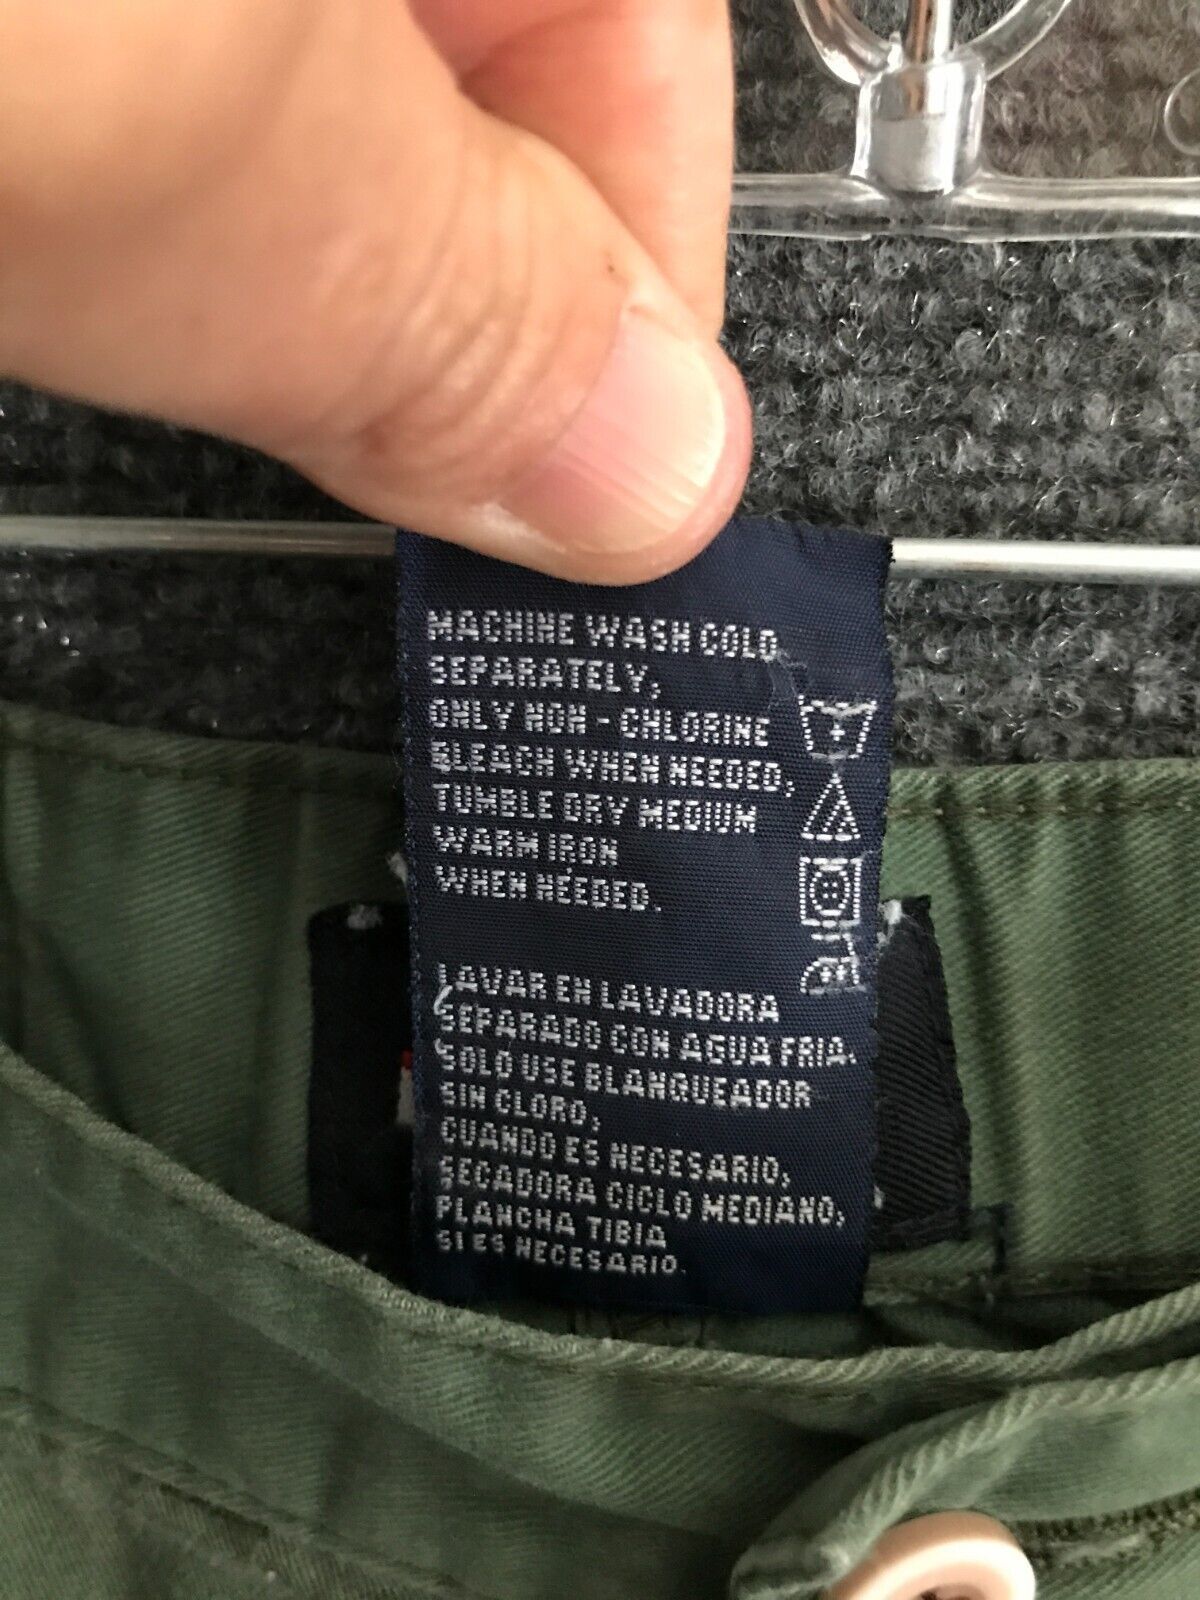 MACHINE WASH COLD
SEPARATELY,
ONLY NON - CHLORINE
BLEACH WHEN NEEDED,
TUMBLE DRY MEDIUM
WARM IRON
WHEN NEEDED.
LAVAR EN LAVADORA
SEPARADO CON AGUA FRIA.
SOLO USE BLANQUEADOR
SIN CLORO,
CUANDO ES NECESARIO,
SECADORA CICLO MEDIANO,
PLANCHA TIBIA
SI ES NECESARIO.